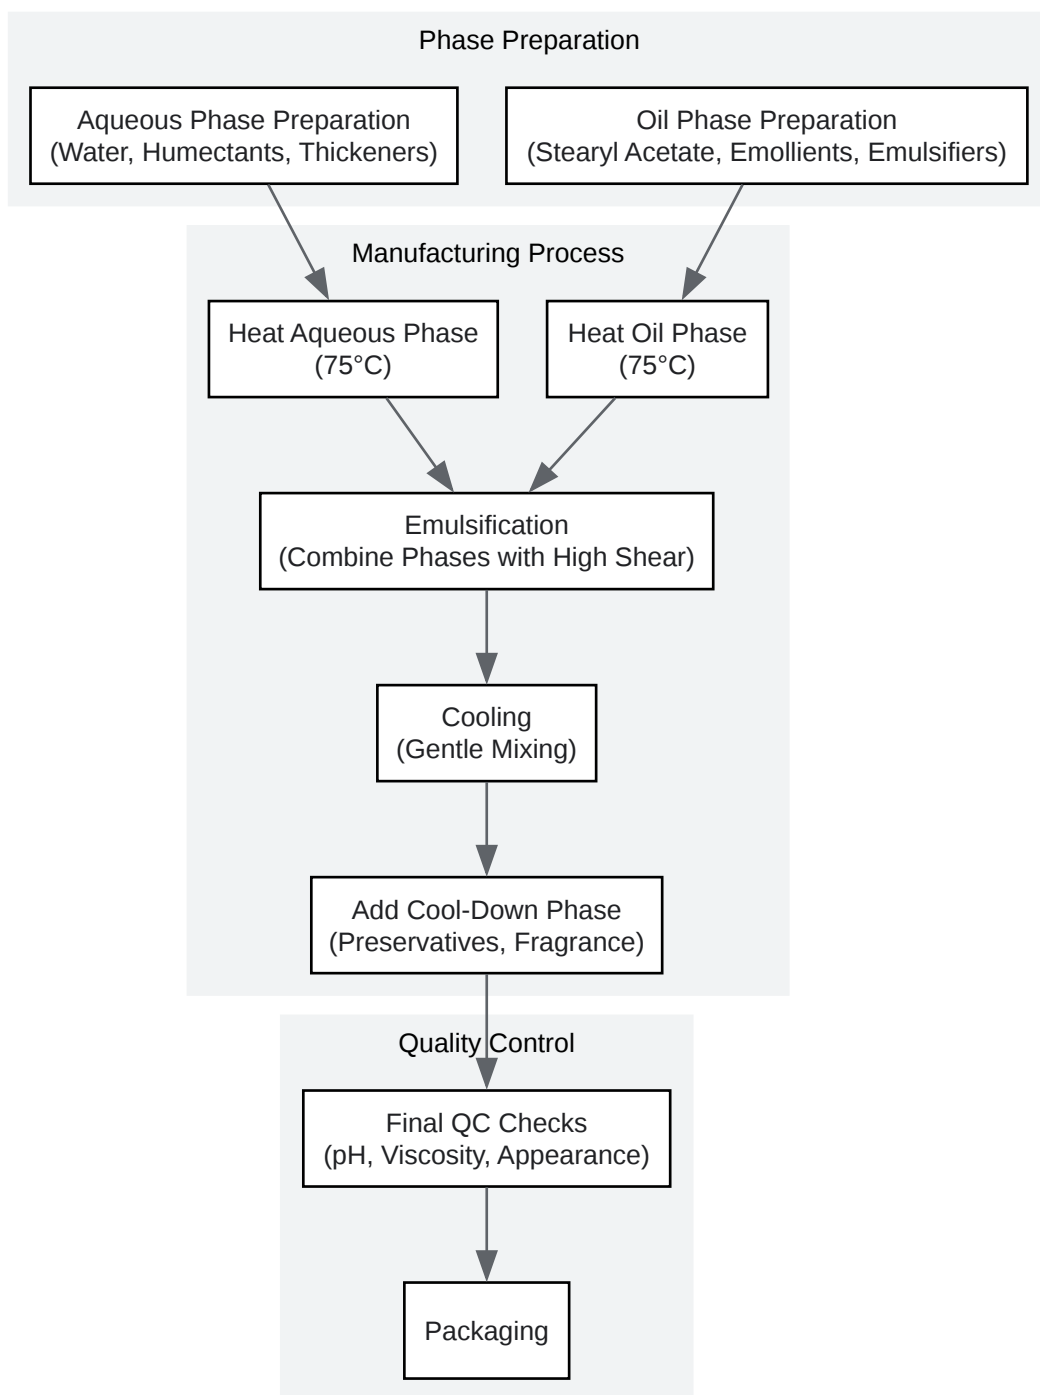 Phase Preparation
Aqueous Phase Preparation
(Water, Humectants, Thickeners)
Oil Phase Preparation
(Stearyl Acetate, Emollients, Emulsifiers)
Manufacturing Process
Heat Aqueous Phase
(75°C)
Heat Oil Phase
(75°C)
Emulsification
(Combine Phases with High Shear)
Cooling
(Gentle Mixing)
Add Cool-Down Phase
(Preservatives, Fragrance)
Quality Control
Final QC Checks
(pH, Viscosity, Appearance)
Packaging